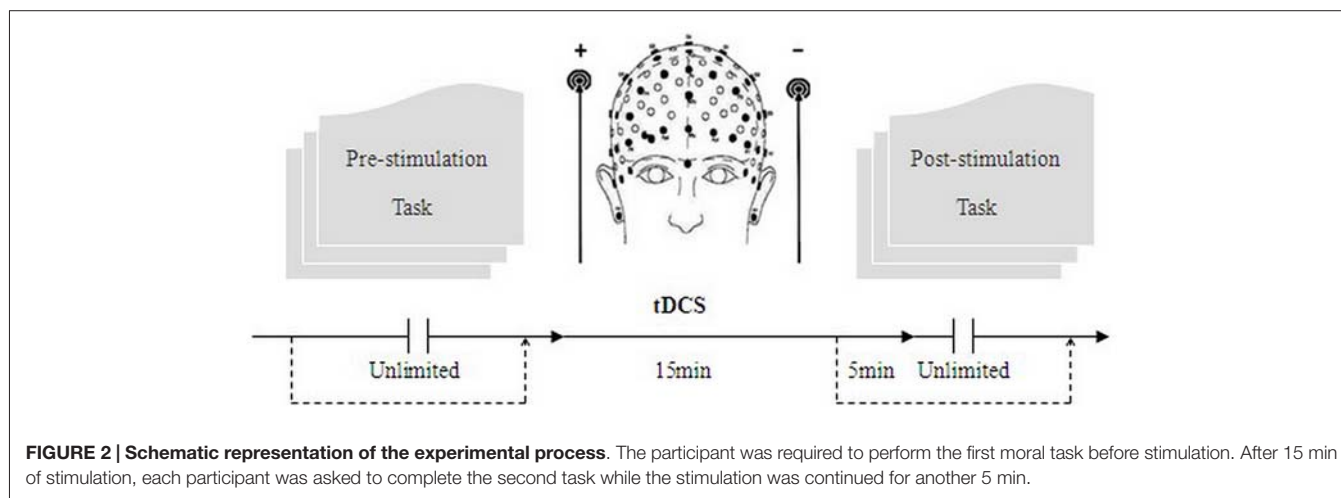 +
-
Pre-stimulation
Task
Post-stimulation
Task
tDCS
Unlimited
15min
5min
Unlimited
FIGURE 2 | Schematic representation of the experimental process. The participant was required to perform the first moral task before stimulation. After 15 min
of stimulation, each participant was asked to complete the second task while the stimulation was continued for another 5 min.